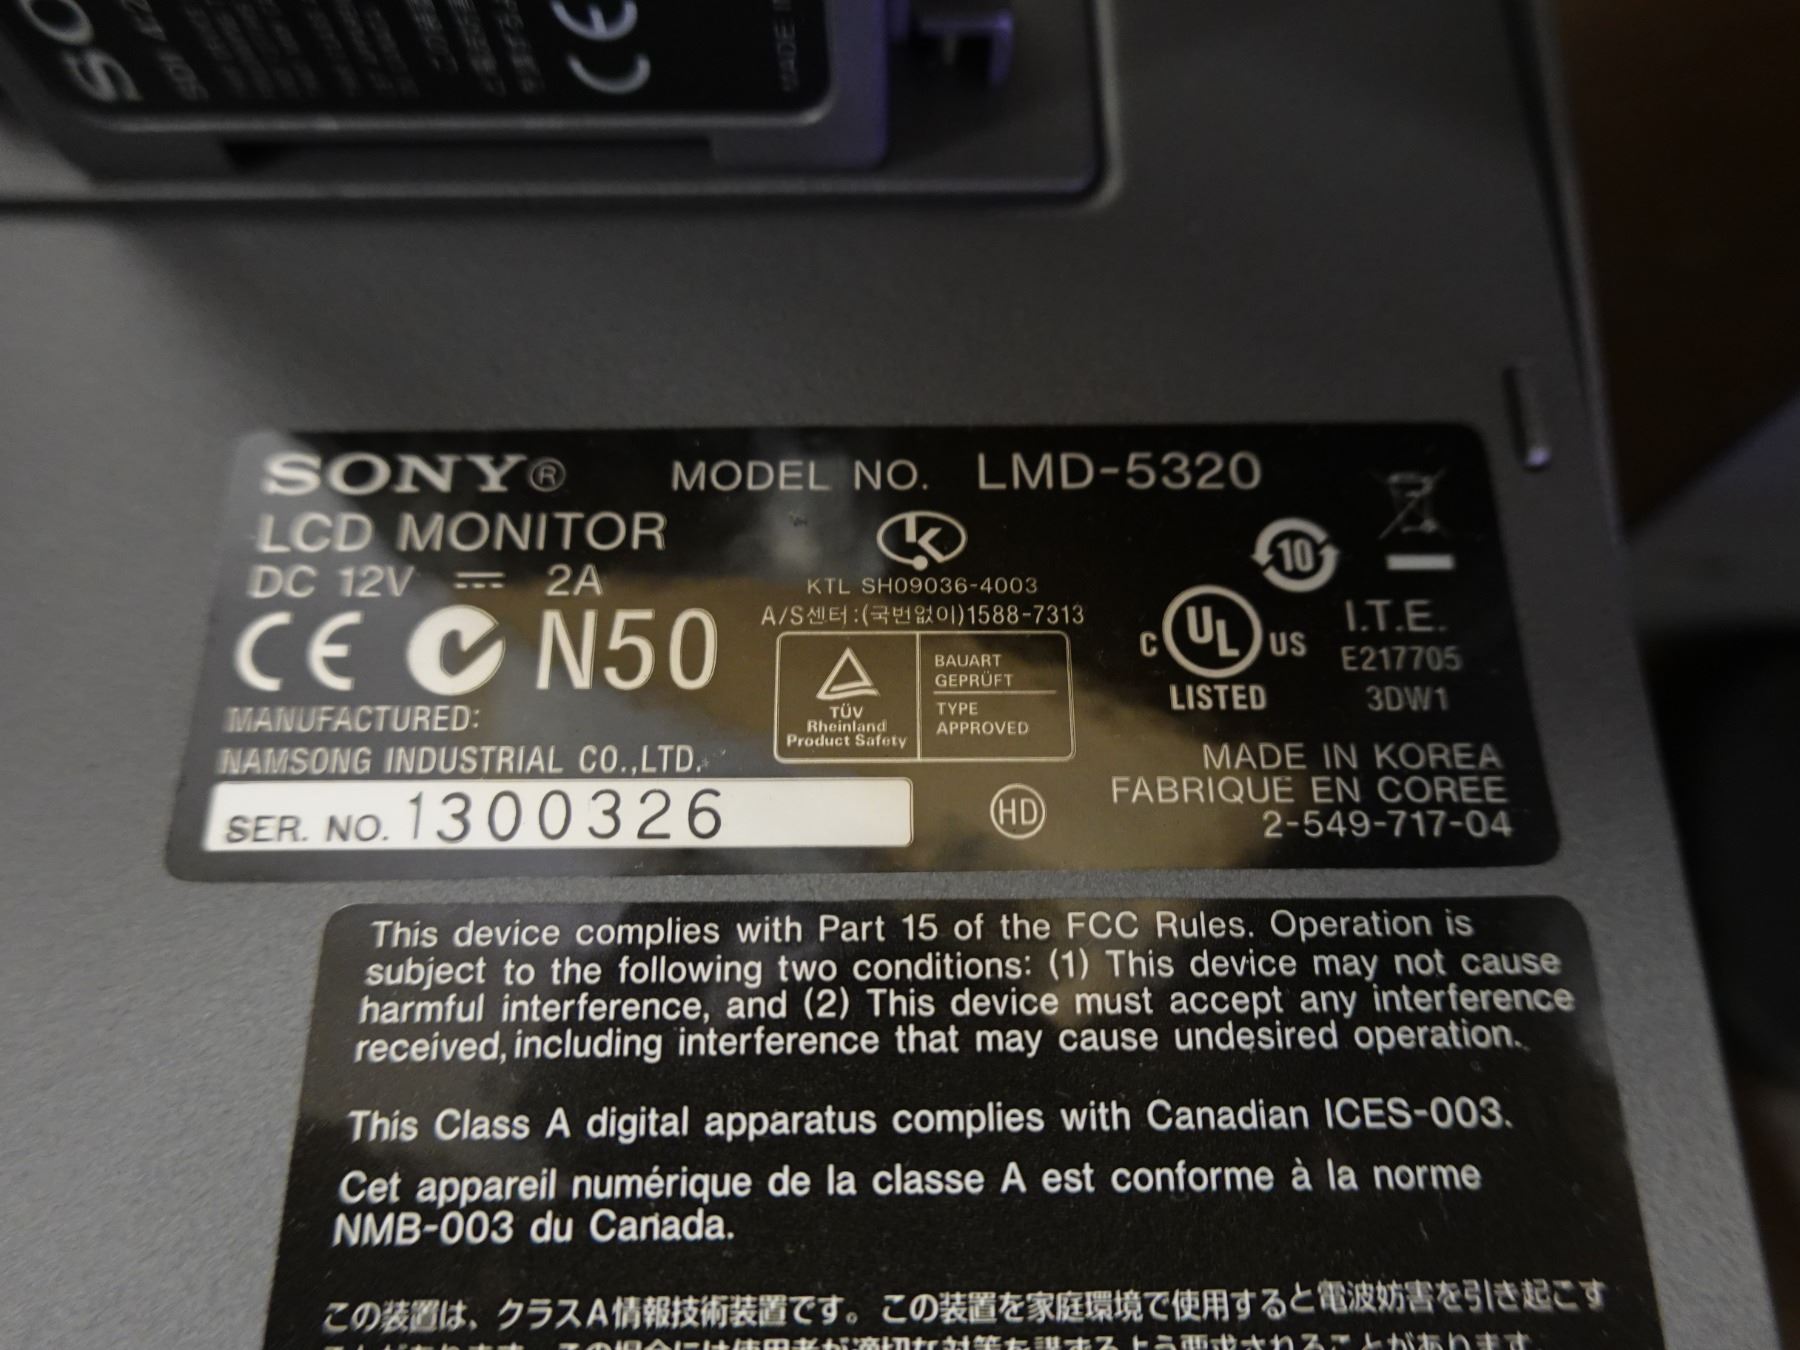 SO
CE
MADE IN
SONY® MODEL NO. LMD-5320
LCD MONITOR
DC 12V ⎓ 2A
KTL SH09036-4003
A/S센터:(국번없이)1588-7313
CE N50
TÜV
Rheinland
Product Safety
BAUART
GEPRÜFT
TYPE
APPROVED
10
C UL US
LISTED
I.T.E.
E217705
3DW1
MANUFACTURED:
NAMSONG INDUSTRIAL CO.,LTD.
SER. NO. 1300326
HD
MADE IN KOREA
FABRIQUE EN COREE
2-549-717-04
This device complies with Part 15 of the FCC Rules. Operation is
subject to the following two conditions: (1) This device may not cause
harmful interference, and (2) This device must accept any interference
received, including interference that may cause undesired operation.
This Class A digital apparatus complies with Canadian ICES-003.
Cet appareil numérique de la classe A est conforme à la norme
NMB-003 du Canada.
この装置は、クラスA情報技術装置です。この装置を家庭環境で使用すると電波妨害を引き起こす